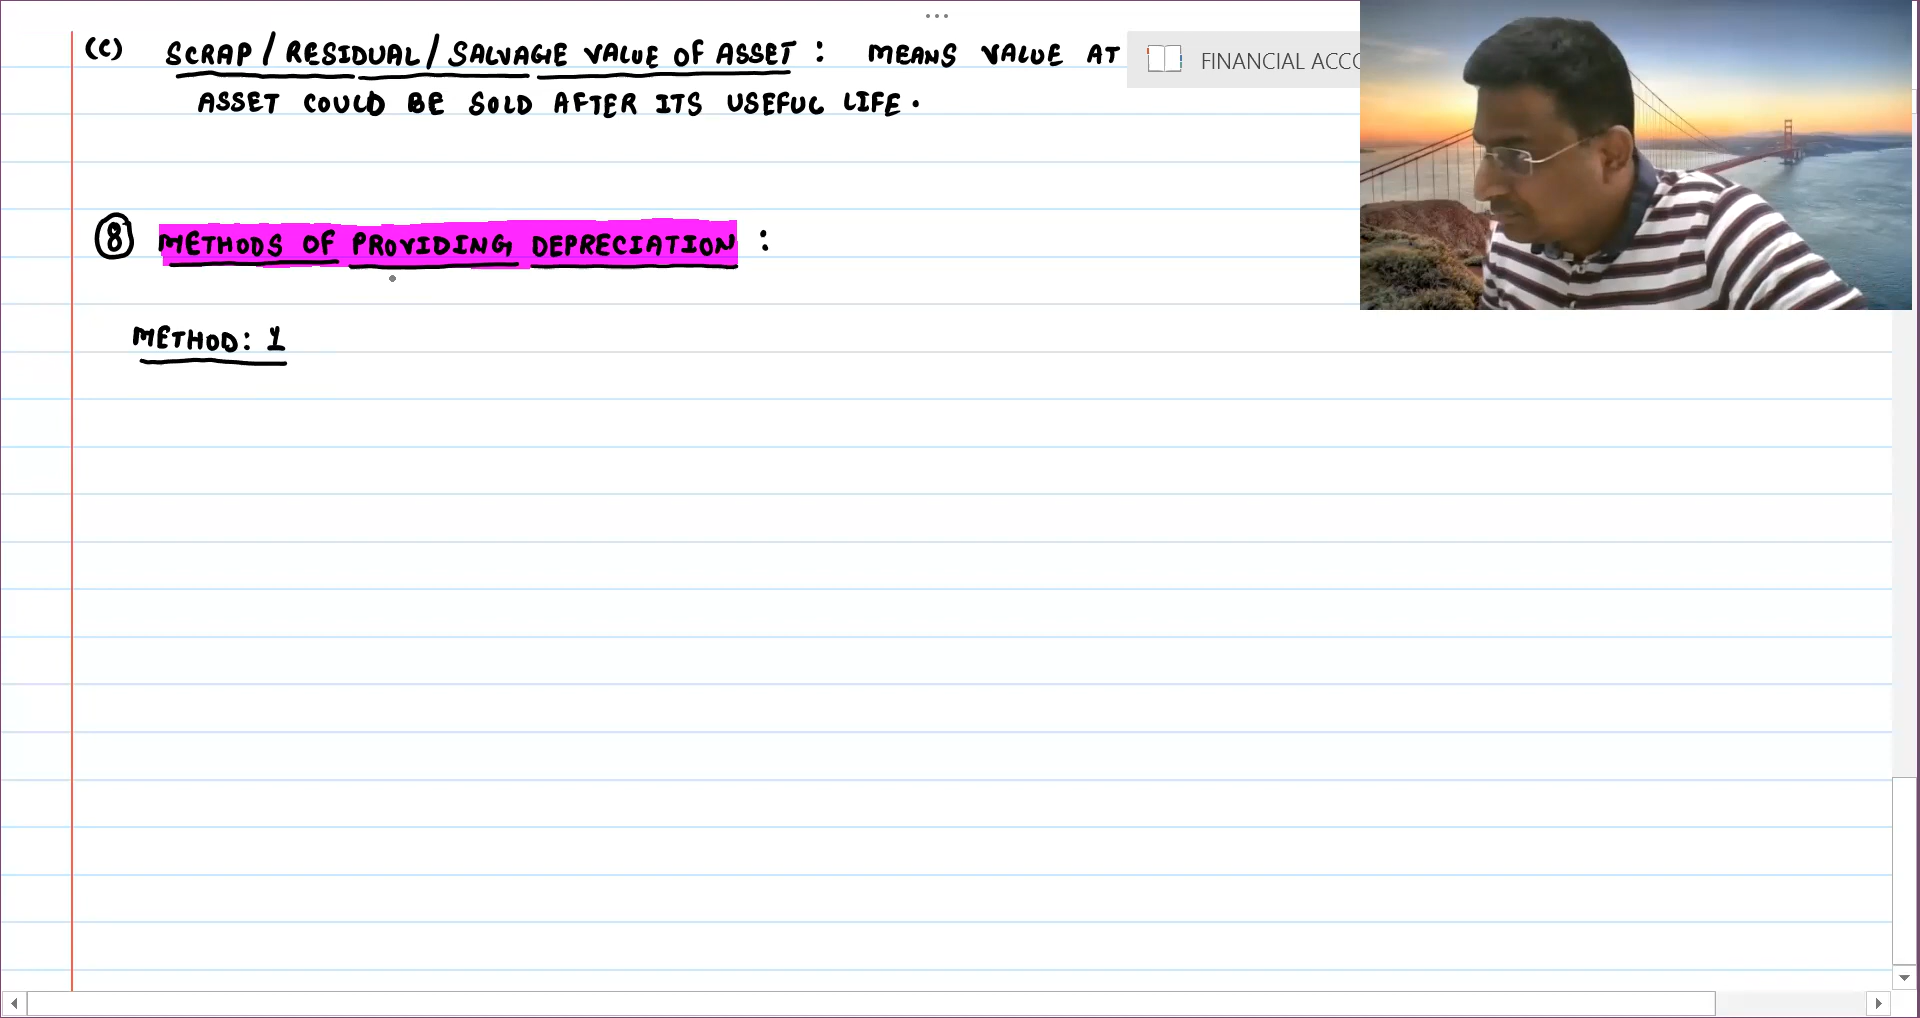 (C) SCRAP / RESIDUAL / SALVAGE VALUE OF ASSET : MEANS VALUE AT
FINANCIAL ACCO
ASSET COULD BE SOLD AFTER ITS USEFUL LIFE .
8 METHODS OF PROVIDING DEPRECIATION :
METHOD: 1